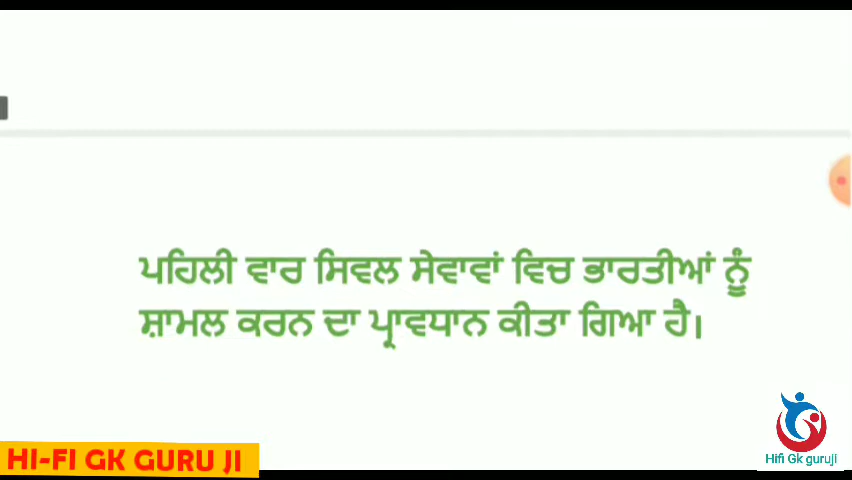 ਪਹਿਲੀ ਵਾਰ ਸਿਵਲ ਸੇਵਾਵਾਂ ਵਿਚ ਭਾਰਤੀਆਂ ਨੂੰ
ਸ਼ਾਮਲ ਕਰਨ ਦਾ ਪ੍ਰਾਵਧਾਨ ਕੀਤਾ ਗਿਆ ਹੈ।
Hifi Gk guruji
HI-FI GK GURU JI